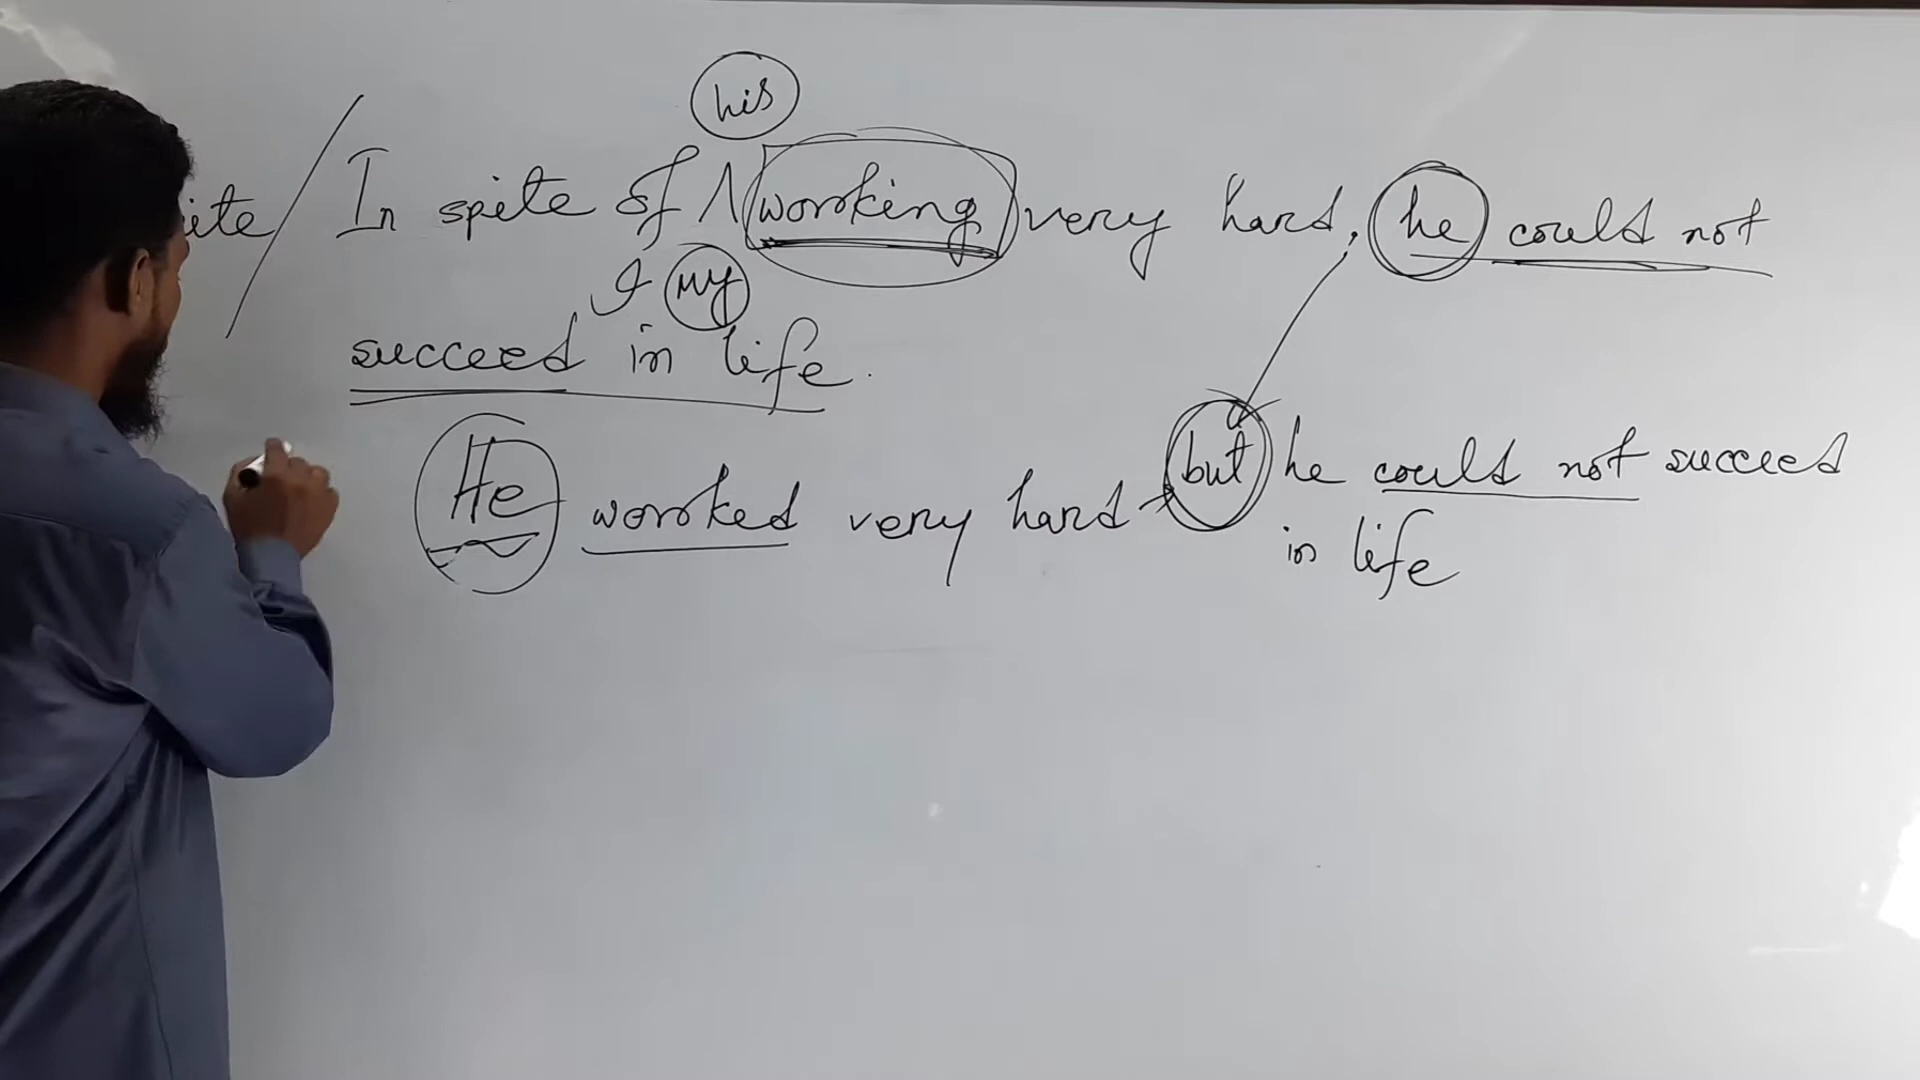 his
ite / In spite of ∧ working very hard, he could not
I my
succeed in life.
He worked very hard but he could not succeed
in life